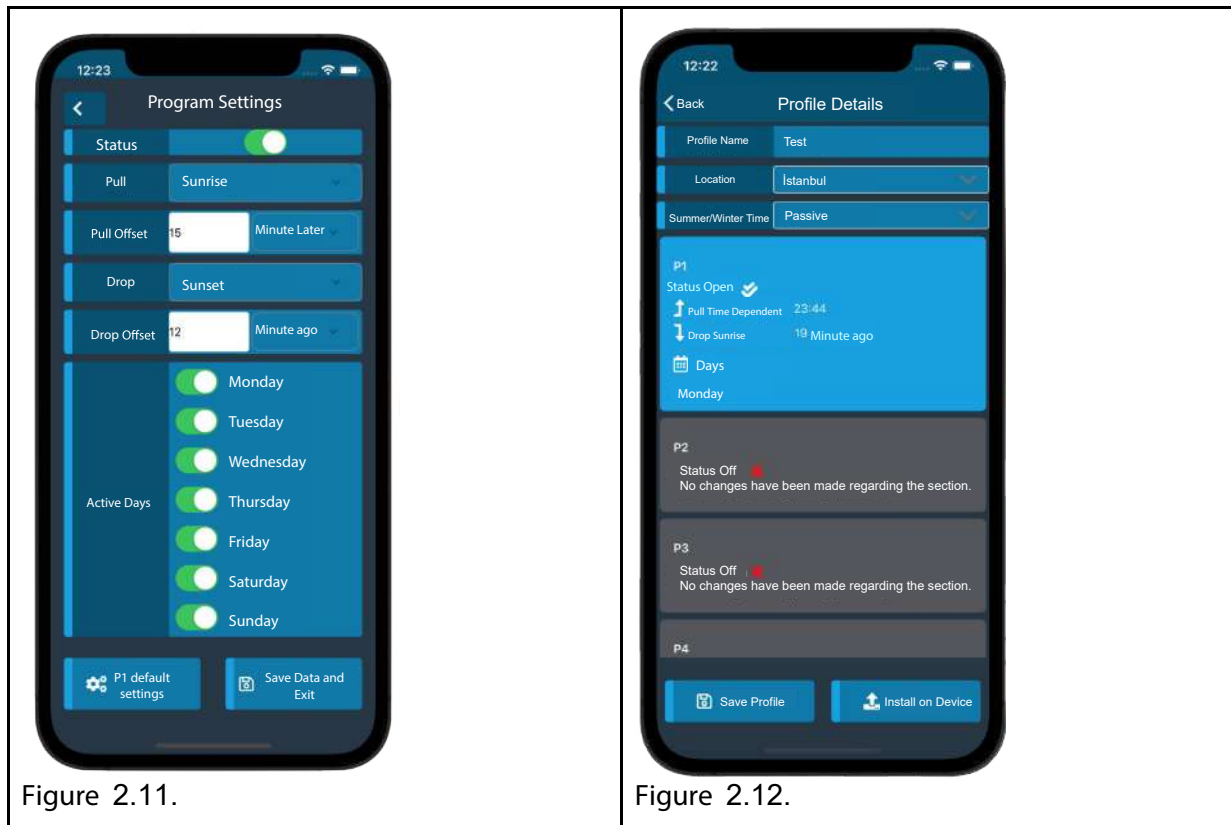 12:23
Program Settings
Status
Pull
Sunrise
Pull Offset
15
Minute Later
Drop
Sunset
Drop Offset
12
Minute ago
Active Days
Monday
Tuesday
Wednesday
Thursday
Friday
Saturday
Sunday
P1 default
settings
Save Data and
Exit
Figure 2.11.
12:22
Back
Profile Details
Profile Name
Test
Location
İstanbul
Summer/Winter Time
Passive
P1
Status Open
Pull Time Dependent 23:44
Drop Sunrise 19 Minute ago
Days
Monday
P2
Status Off
No changes have been made regarding the section.
P3
Status Off
No changes have been made regarding the section.
P4
Save Profile
Install on Device
Figure 2.12.